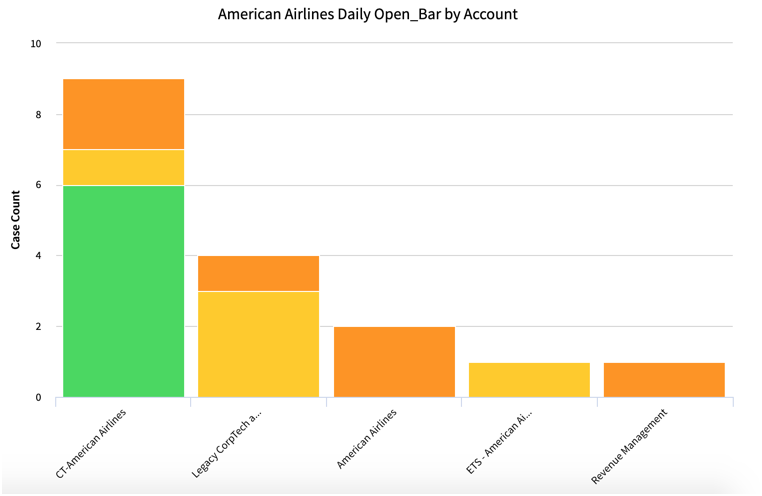 American Airlines Daily Open_Bar by Account
10
8
6
4
2
0
Case Count
CT-American Airlines
Legacy CorpTech a...
American Airlines
ETS - American Ai...
Revenue Management